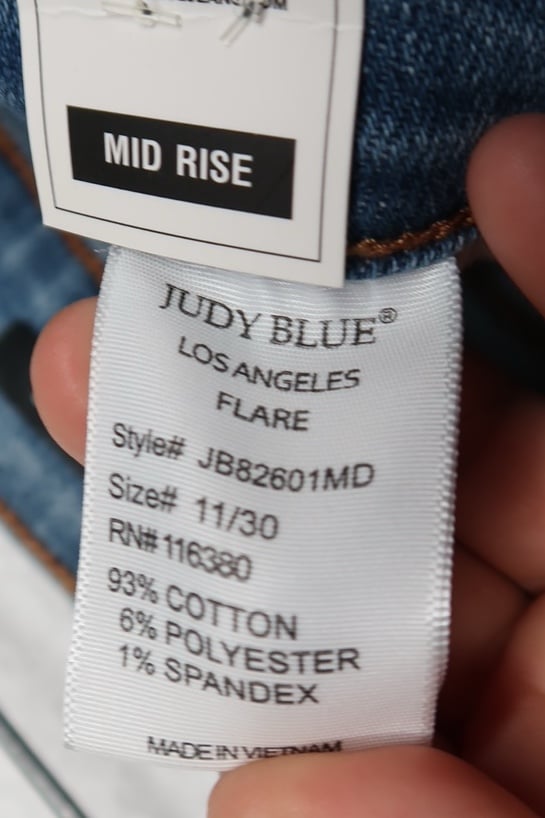 MID RISE
JUDY BLUE®
LOS ANGELES
FLARE
Style# JB82601MD
Size# 11/30
RN# 116380
93% COTTON
6% POLYESTER
1% SPANDEX
MADE IN VIETNAM